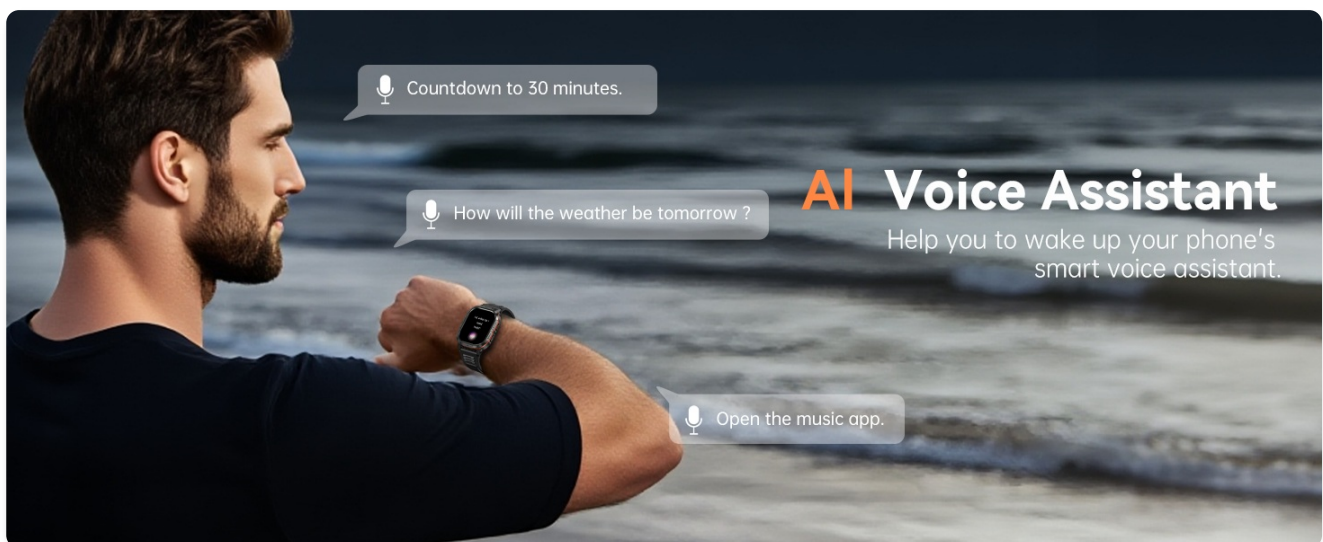 Countdown to 30 minutes.
How will the weather be tomorrow ?
AI Voice Assistant
Help you to wake up your phone's
smart voice assistant.
Open the music app.